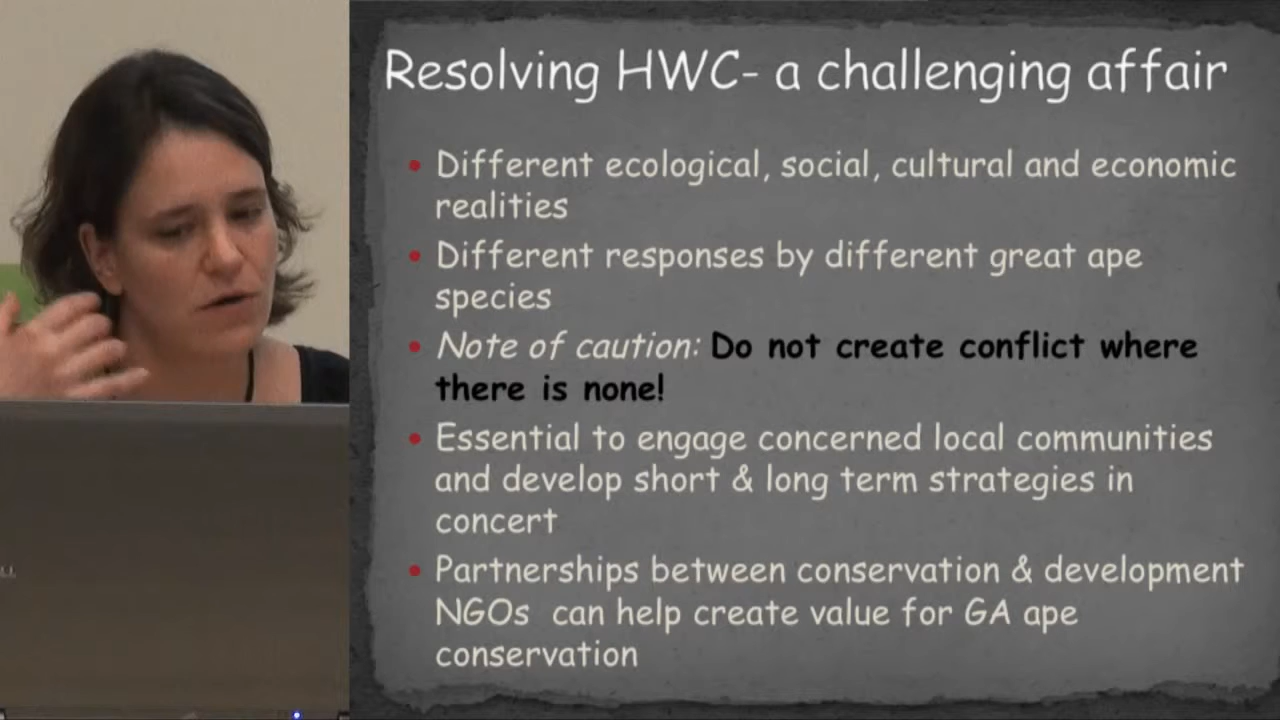 Resolving HWC- a challenging affair
• Different ecological, social, cultural and economic
realities
• Different responses by different great ape
species
• Note of caution: Do not create conflict where
there is none!
• Essential to engage concerned local communities
and develop short & long term strategies in
concert
• Partnerships between conservation & development
NGOs can help create value for GA ape
conservation